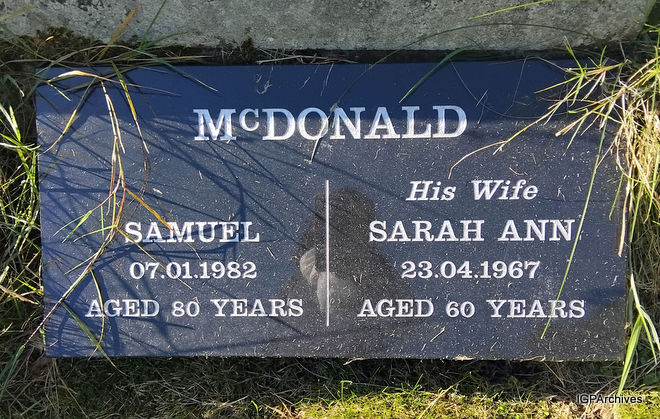 McDONALD
SAMUEL
07.01.1982
AGED 80 YEARS
His Wife
SARAH ANN
23.04.1967
AGED 60 YEARS
IGPArchives